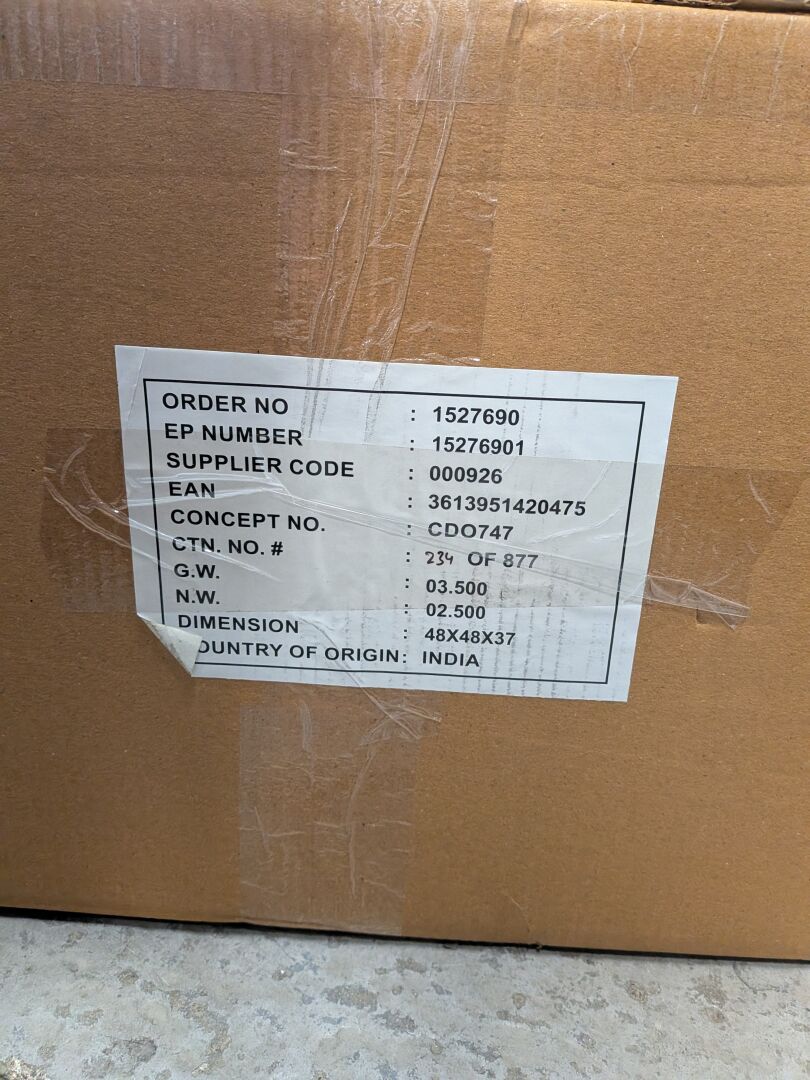 ORDER NO : 1527690
EP NUMBER : 15276901
SUPPLIER CODE : 000926
EAN : 3613951420475
CONCEPT NO. : CDO747
CTN. NO. # : 234 OF 877
G.W. : 03.500
N.W. : 02.500
DIMENSION : 48X48X37
OUNTRY OF ORIGIN: INDIA